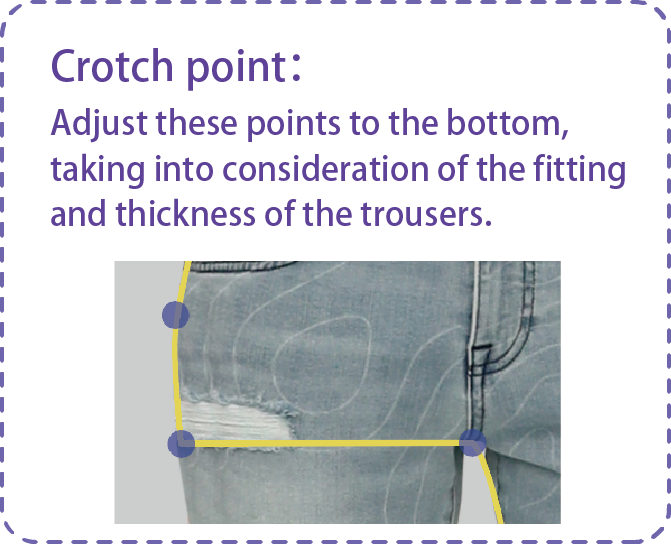 Crotch point:
Adjust these points to the bottom,
taking into consideration of the fitting
and thickness of the trousers.